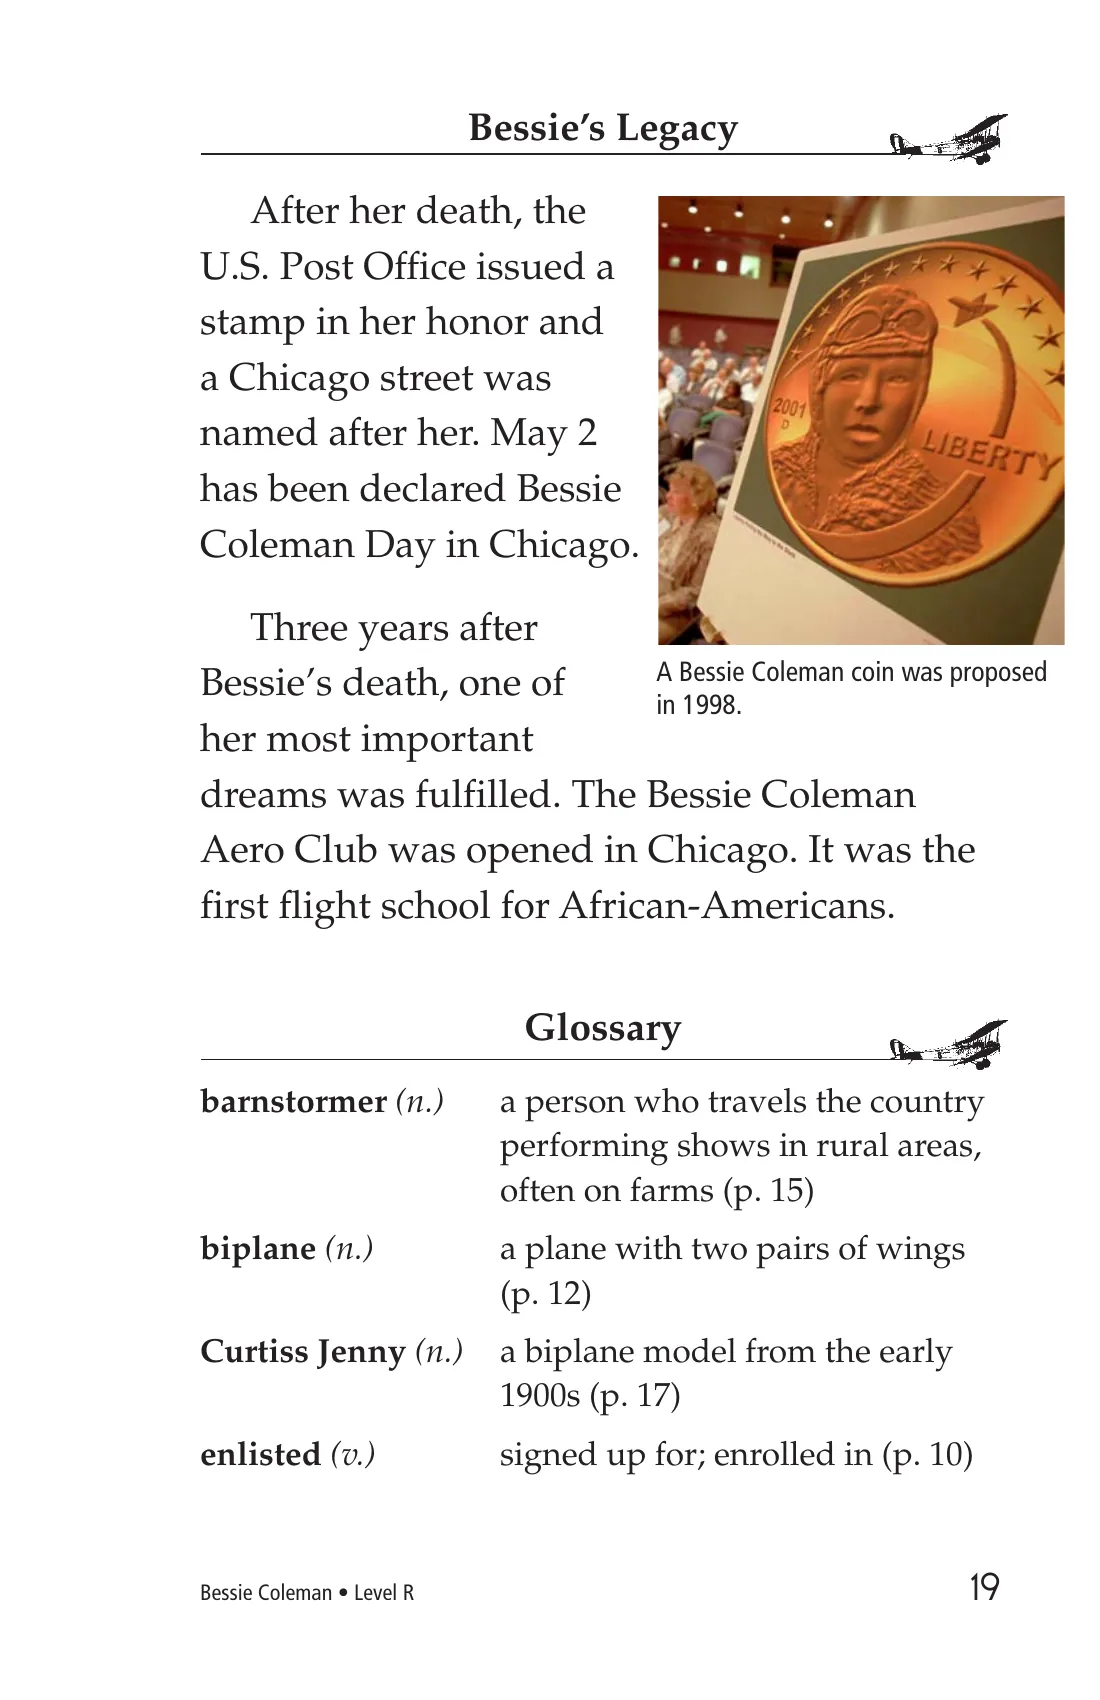 Bessie’s Legacy
After her death, the
U.S. Post Office issued a
stamp in her honor and
a Chicago street was
named after her. May 2
has been declared Bessie
Coleman Day in Chicago.
2001
D
LIBERTY
A Bessie Coleman coin was proposed
in 1998.
Three years after
Bessie’s death, one of
her most important
dreams was fulfilled. The Bessie Coleman
Aero Club was opened in Chicago. It was the
first flight school for African-Americans.
Glossary
barnstormer (n.) a person who travels the country
performing shows in rural areas,
often on farms (p. 15)
biplane (n.) a plane with two pairs of wings
(p. 12)
Curtiss Jenny (n.) a biplane model from the early
1900s (p. 17)
enlisted (v.) signed up for; enrolled in (p. 10)
Bessie Coleman • Level R 19